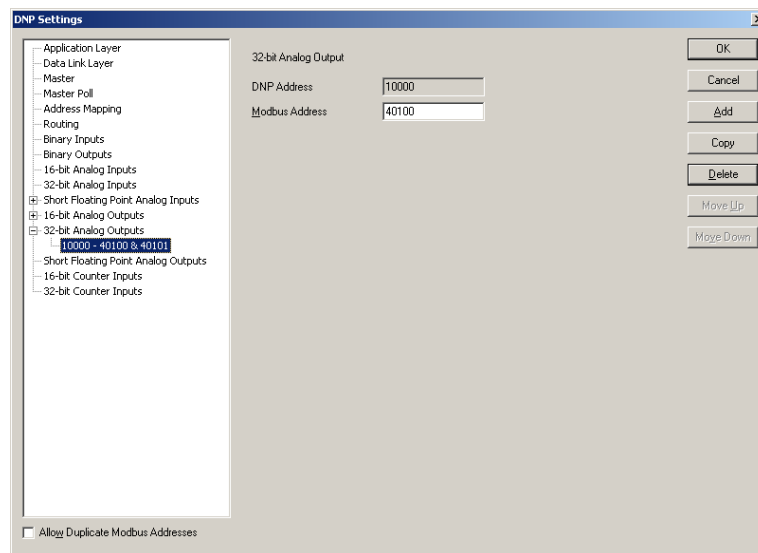 DNP Settings
Application Layer
Data Link Layer
Master
Master Poll
Address Mapping
Routing
Binary Inputs
Binary Outputs
16-bit Analog Inputs
32-bit Analog Inputs
Short Floating Point Analog Inputs
16-bit Analog Outputs
32-bit Analog Outputs
10000 - 40100 & 40101
Short Floating Point Analog Outputs
16-bit Counter Inputs
32-bit Counter Inputs
Allow Duplicate Modbus Addresses
32-bit Analog Output
DNP Address 10000
Modbus Address 40100
OK
Cancel
Add
Copy
Delete
Move Up
Move Down